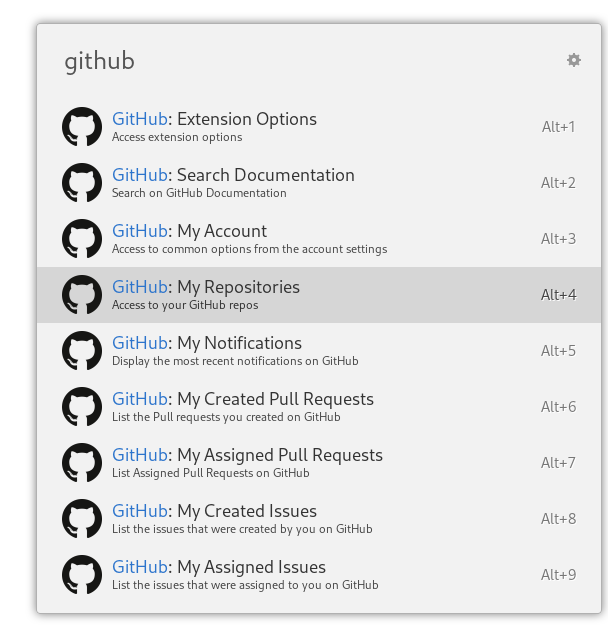 github
GitHub: Extension Options
Access extension options
Alt+1
GitHub: Search Documentation
Search on GitHub Documentation
Alt+2
GitHub: My Account
Access to common options from the account settings
Alt+3
GitHub: My Repositories
Access to your GitHub repos
Alt+4
GitHub: My Notifications
Display the most recent notifications on GitHub
Alt+5
GitHub: My Created Pull Requests
List the Pull requests you created on GitHub
Alt+6
GitHub: My Assigned Pull Requests
List Assigned Pull Requests on GitHub
Alt+7
GitHub: My Created Issues
List the issues that were created by you on GitHub
Alt+8
GitHub: My Assigned Issues
List the issues that were assigned to you on GitHub
Alt+9